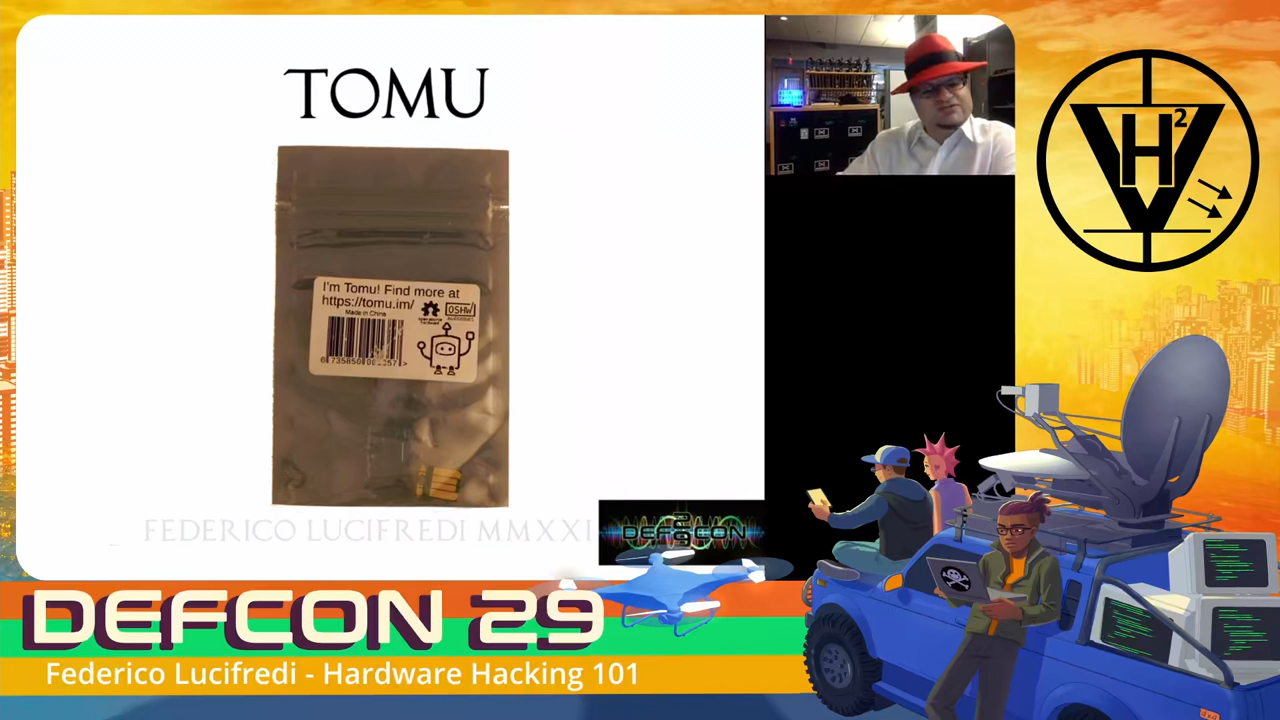 TOMU
I'm Tomu! Find more at
https://tomu.im/
OSHW
Made in China
FEDERICO LUCIFREDI MMXXI
DEFCON
H²
DEFCON 29
Federico Lucifredi - Hardware Hacking 101